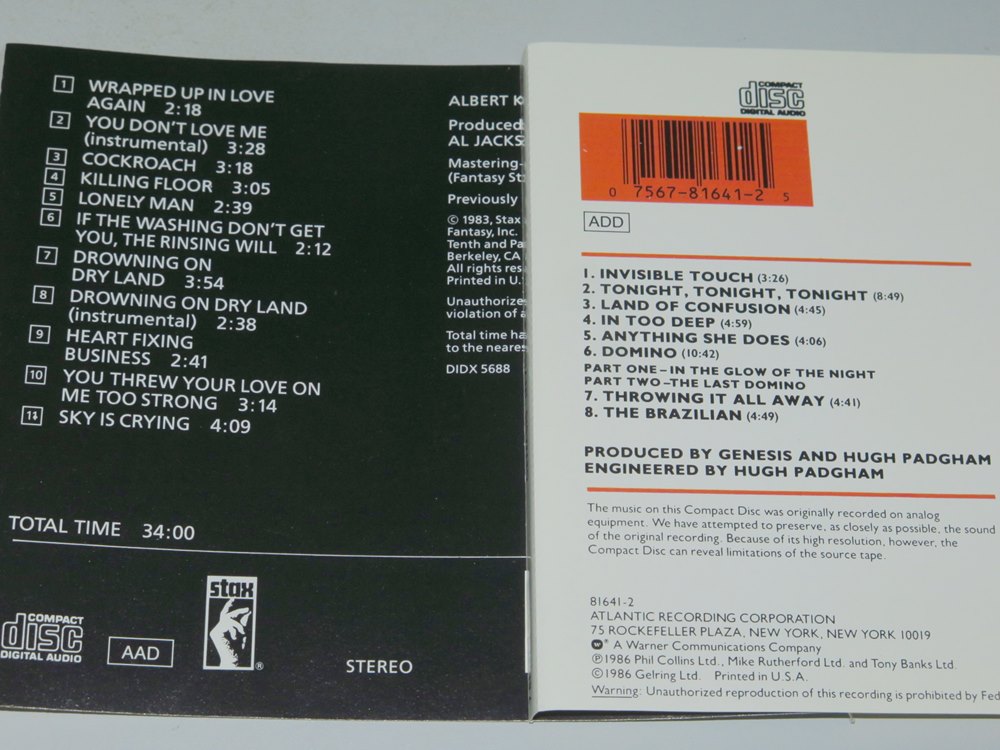 1 WRAPPED UP IN LOVE
AGAIN 2:18
2 YOU DON'T LOVE ME
(instrumental) 3:28
3 COCKROACH 3:18
4 KILLING FLOOR 3:05
5 LONELY MAN 2:39
6 IF THE WASHING DON'T GET
YOU, THE RINSING WILL 2:12
7 DROWNING ON
DRY LAND 3:54
8 DROWNING ON DRY LAND
(instrumental) 2:38
9 HEART FIXING
BUSINESS 2:41
10 YOU THREW YOUR LOVE ON
ME TOO STRONG 3:14
11 SKY IS CRYING 4:09
TOTAL TIME 34:00
COMPACT
disc
DIGITAL AUDIO
AAD
stax
®
STEREO
ALBERT K
Produced
AL JACKS
Mastering-
(Fantasy St
Previously
© 1983, Stax
Fantasy, Inc.
Tenth and Pa
Berkeley, CA
All rights res
Printed in U.
Unauthorize
violation of a
Total time ha
to the neares
DIDX 5688
COMPACT
disc
DIGITAL AUDIO
0 7567-81641-2 5
ADD
1. INVISIBLE TOUCH (3:26)
2. TONIGHT, TONIGHT, TONIGHT (8:49)
3. LAND OF CONFUSION (4:45)
4. IN TOO DEEP (4:59)
5. ANYTHING SHE DOES (4:06)
6. DOMINO (10:42)
PART ONE–IN THE GLOW OF THE NIGHT
PART TWO–THE LAST DOMINO
7. THROWING IT ALL AWAY (4:41)
8. THE BRAZILIAN (4:49)
PRODUCED BY GENESIS AND HUGH PADGHAM
ENGINEERED BY HUGH PADGHAM
The music on this Compact Disc was originally recorded on analog
equipment. We have attempted to preserve, as closely as possible, the sound
of the original recording. Because of its high resolution, however, the
Compact Disc can reveal limitations of the source tape.
81641-2
ATLANTIC RECORDING CORPORATION
75 ROCKEFELLER PLAZA, NEW YORK, NEW YORK 10019
w ® A Warner Communications Company
℗1986 Phil Collins Ltd., Mike Rutherford Ltd. and Tony Banks Ltd.
©1986 Gelring Ltd. Printed in U.S.A.
Warning: Unauthorized reproduction of this recording is prohibited by Fed